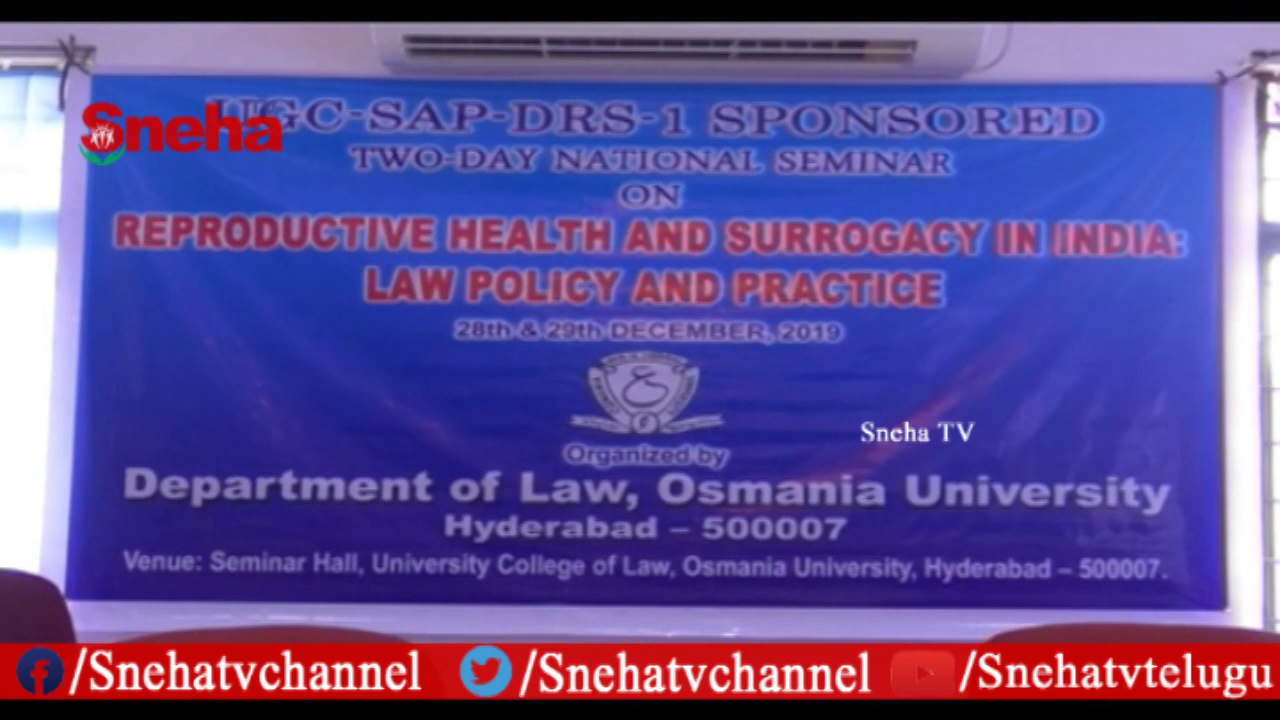 Sneha
UGC-SAP-DRS-1 SPONSORED
TWO-DAY NATIONAL SEMINAR
ON
REPRODUCTIVE HEALTH AND SURROGACY IN INDIA:
LAW POLICY AND PRACTICE
28th & 29th DECEMBER, 2019
Organized by
Sneha TV
Department of Law, Osmania University
Hyderabad – 500007
Venue: Seminar Hall, University College of Law, Osmania University, Hyderabad – 500007.
/Snehatvchannel /Snehatvchannel /Snehatvtelugu